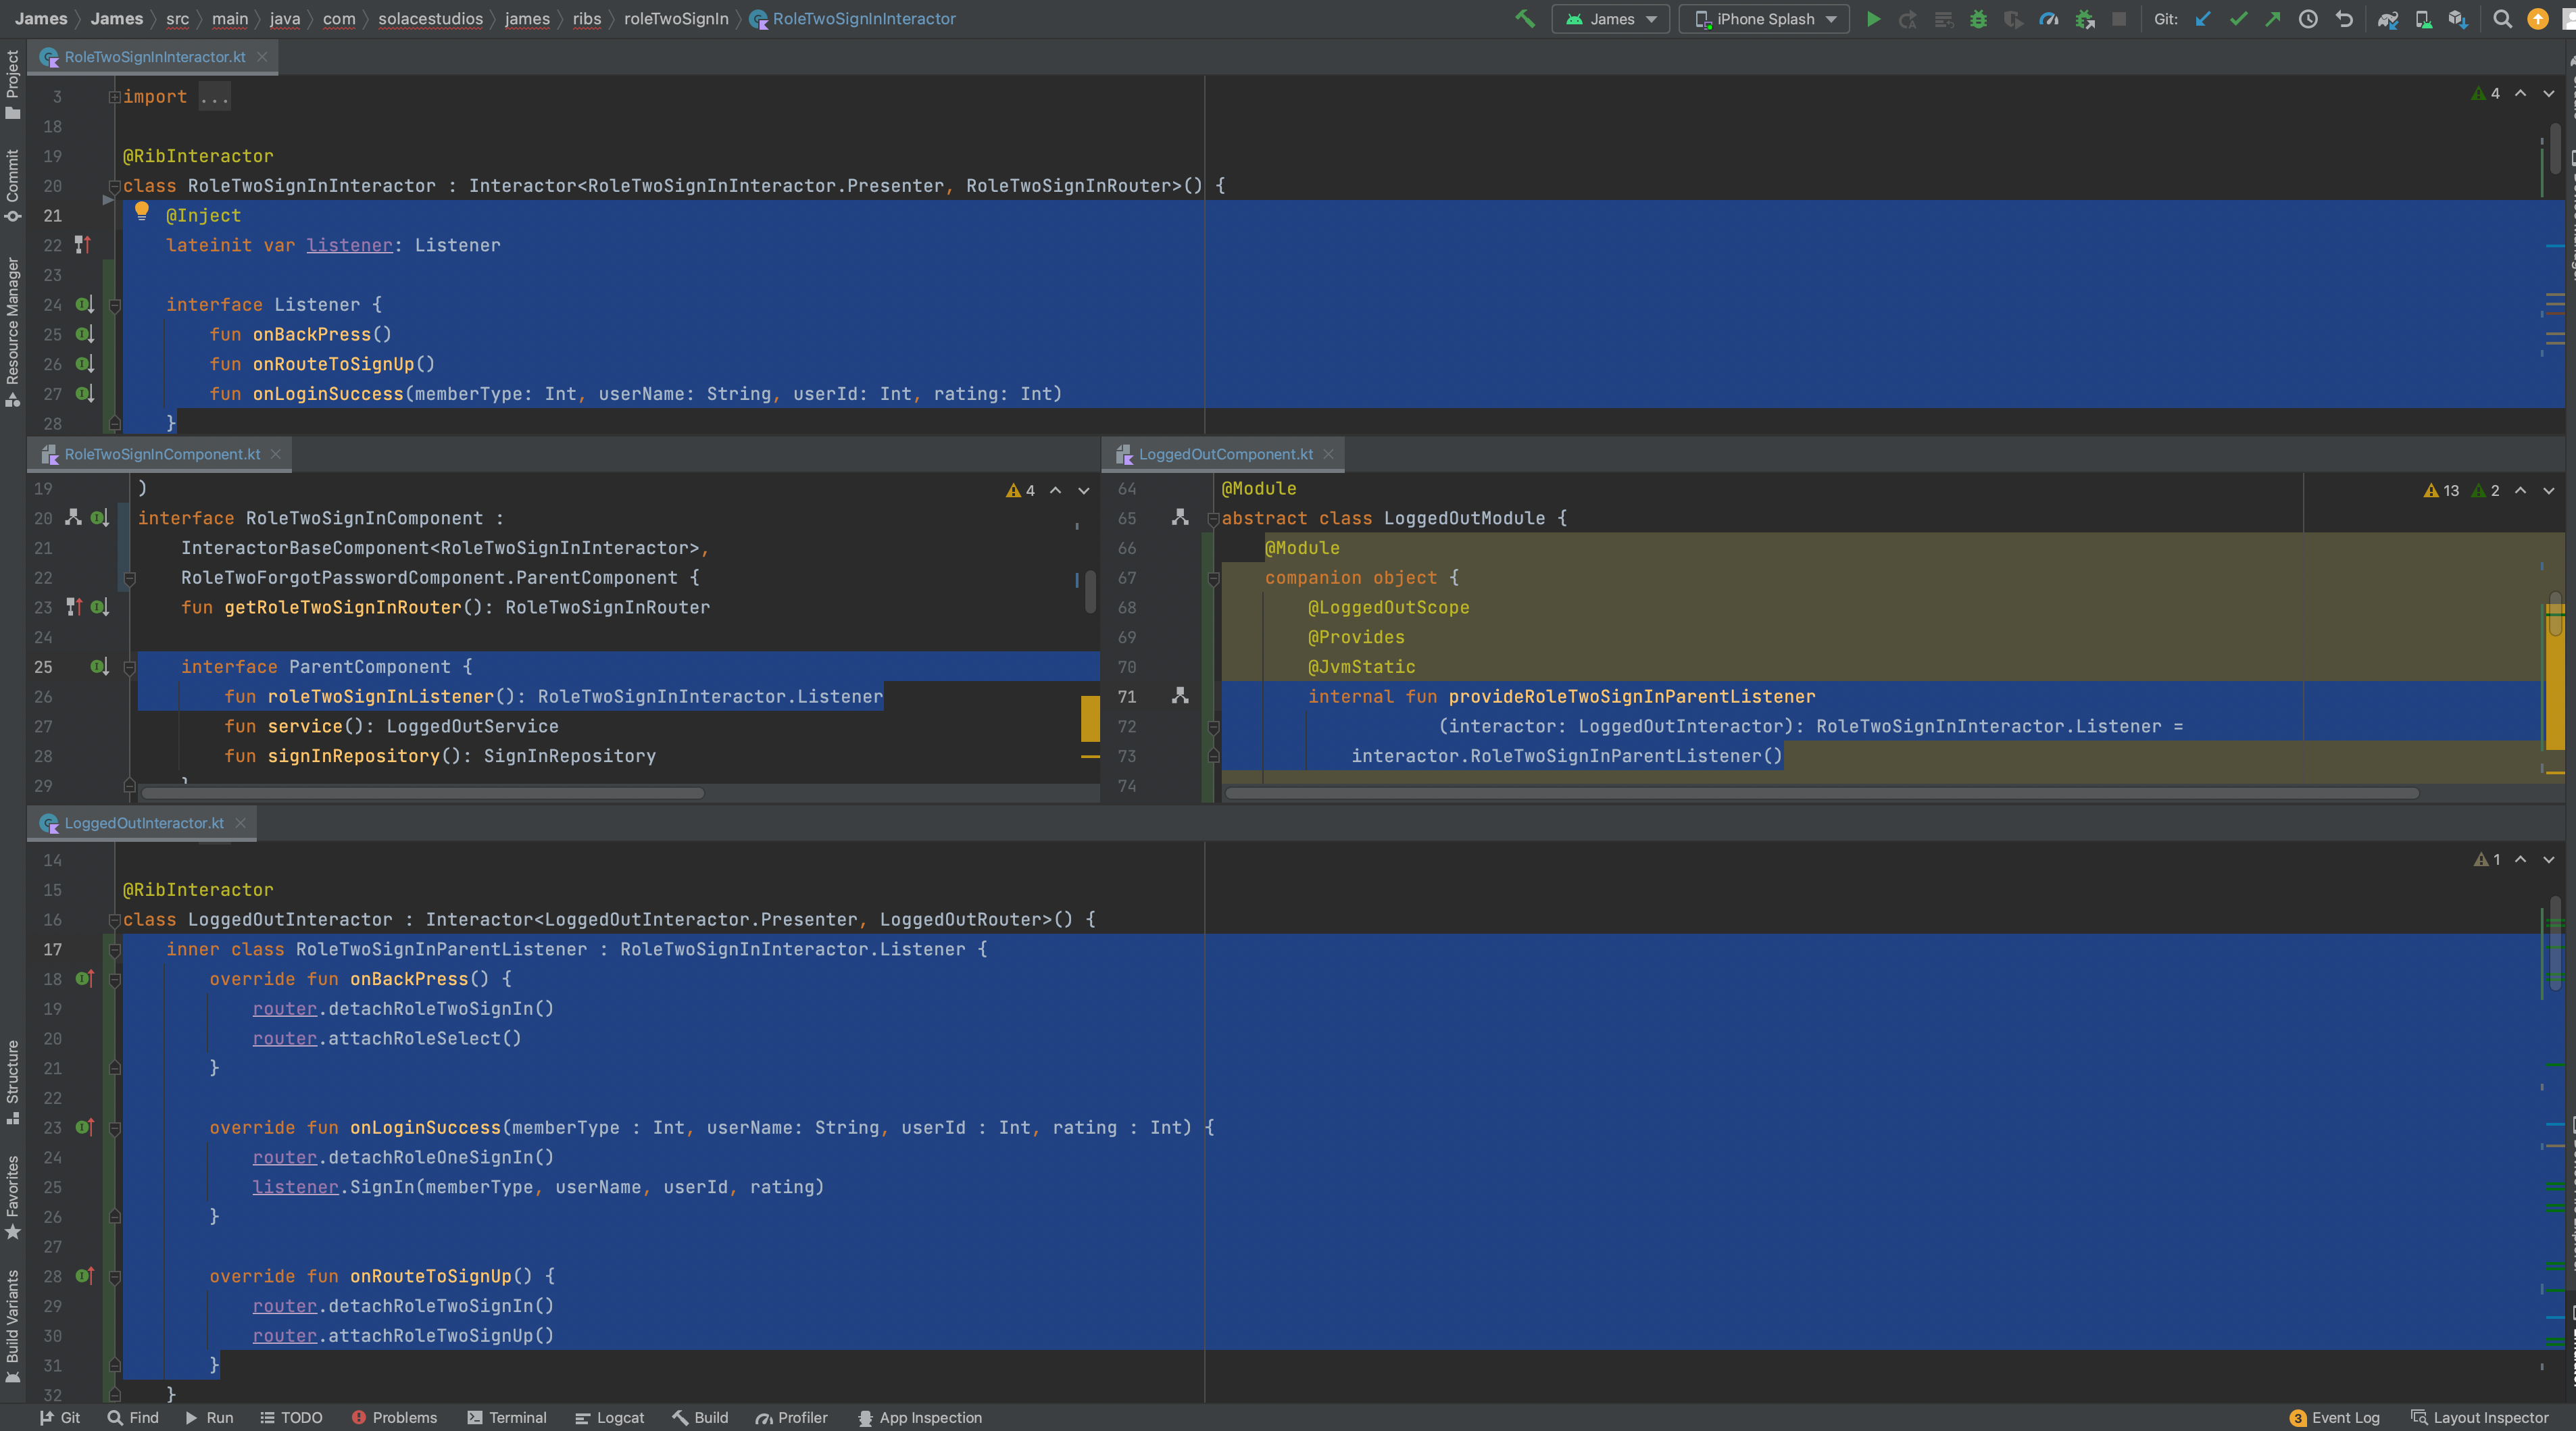 James James src main java com solacestudios james ribs roleTwoSignIn RoleTwoSignInInteractor James iPhone Splash Git:
RoleTwoSignInInteractor.kt
Project
Commit
Resource Manager
Structure
Favorites
Build Variants
4
3 import ...
18
19 @RibInteractor
20 class RoleTwoSignInInteractor : Interactor<RoleTwoSignInInteractor.Presenter, RoleTwoSignInRouter>() {
21 @Inject
22 lateinit var listener: Listener
23
24 interface Listener {
25 fun onBackPress()
26 fun onRouteToSignUp()
27 fun onLoginSuccess(memberType: Int, userName: String, userId: Int, rating: Int)
28 }
RoleTwoSignInComponent.kt
4
19 )
20 interface RoleTwoSignInComponent :
21 InteractorBaseComponent<RoleTwoSignInInteractor>,
22 RoleTwoForgotPasswordComponent.ParentComponent {
23 fun getRoleTwoSignInRouter(): RoleTwoSignInRouter
24
25 interface ParentComponent {
26 fun roleTwoSignInListener(): RoleTwoSignInInteractor.Listener
27 fun service(): LoggedOutService
28 fun signInRepository(): SignInRepository
29 }
LoggedOutComponent.kt
13 2
64 @Module
65 abstract class LoggedOutModule {
66 @Module
67 companion object {
68 @LoggedOutScope
69 @Provides
70 @JvmStatic
71 internal fun provideRoleTwoSignInParentListener
72 (interactor: LoggedOutInteractor): RoleTwoSignInInteractor.Listener =
73 interactor.RoleTwoSignInParentListener()
74
LoggedOutInteractor.kt
1
14
15 @RibInteractor
16 class LoggedOutInteractor : Interactor<LoggedOutInteractor.Presenter, LoggedOutRouter>() {
17 inner class RoleTwoSignInParentListener : RoleTwoSignInInteractor.Listener {
18 override fun onBackPress() {
19 router.detachRoleTwoSignIn()
20 router.attachRoleSelect()
21 }
22
23 override fun onLoginSuccess(memberType : Int, userName: String, userId : Int, rating : Int) {
24 router.detachRoleOneSignIn()
25 listener.SignIn(memberType, userName, userId, rating)
26 }
27
28 override fun onRouteToSignUp() {
29 router.detachRoleTwoSignIn()
30 router.attachRoleTwoSignUp()
31 }
32 }
Git Find Run TODO Problems Terminal Logcat Build Profiler App Inspection 3 Event Log Layout Inspector